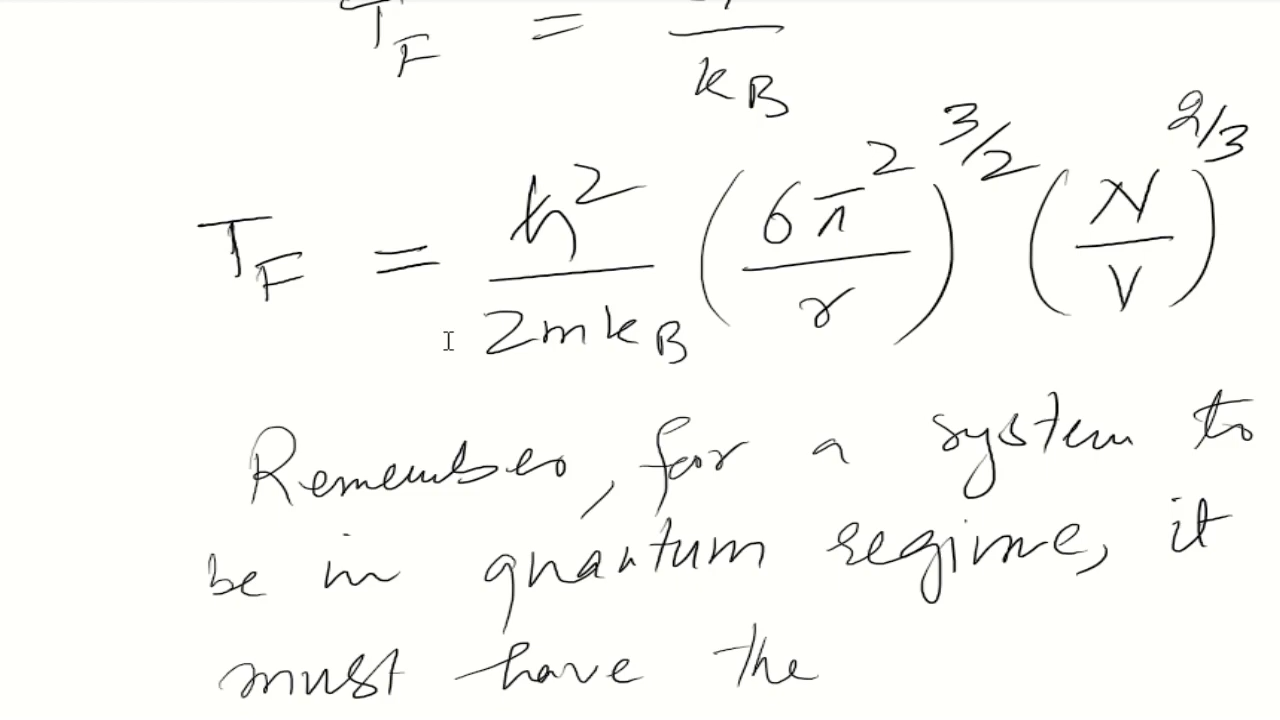 T_F = / k_B
T_F = ħ² / 2mk_B (6π² / r)^{3/2} (N / V)^{2/3}
Remember, for a system to
be in quantum regime, it
must have the